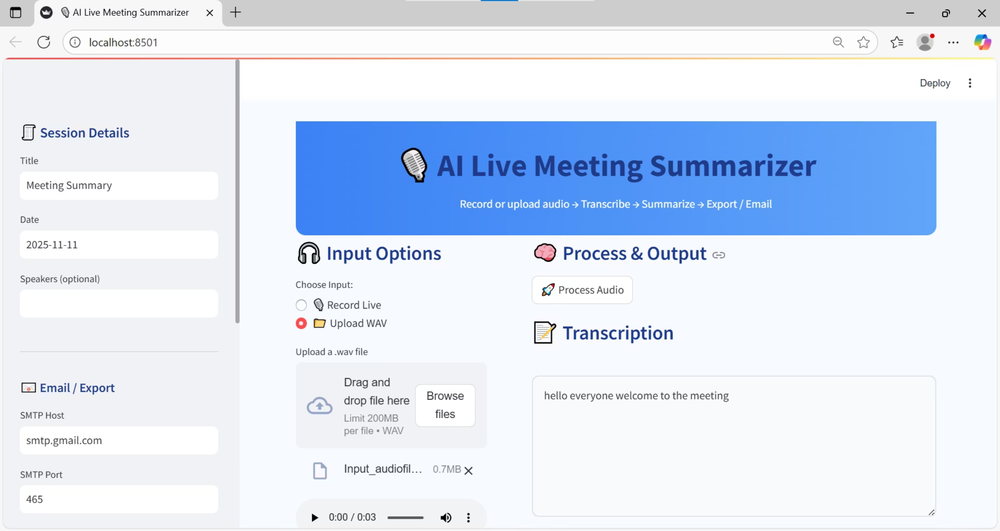 AI Live Meeting Summarizer
localhost:8501
Deploy
Session Details
Title
Meeting Summary
Date
2025-11-11
Speakers (optional)
Email / Export
SMTP Host
smtp.gmail.com
SMTP Port
465
AI Live Meeting Summarizer
Record or upload audio → Transcribe → Summarize → Export / Email
Input Options
Choose Input:
Record Live
Upload WAV
Upload a .wav file
Drag and
drop file here
Limit 200MB
per file • WAV
Browse
files
Input_audiofil... 0.7MB
0:00 / 0:03
Process & Output
Process Audio
Transcription
hello everyone welcome to the meeting